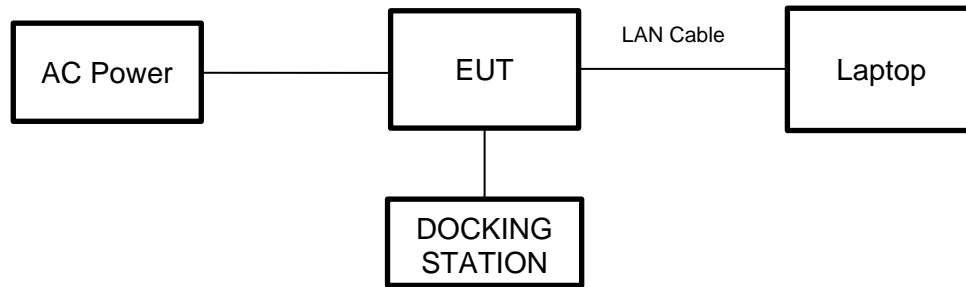 AC Power
EUT
LAN Cable
Laptop
DOCKING
STATION